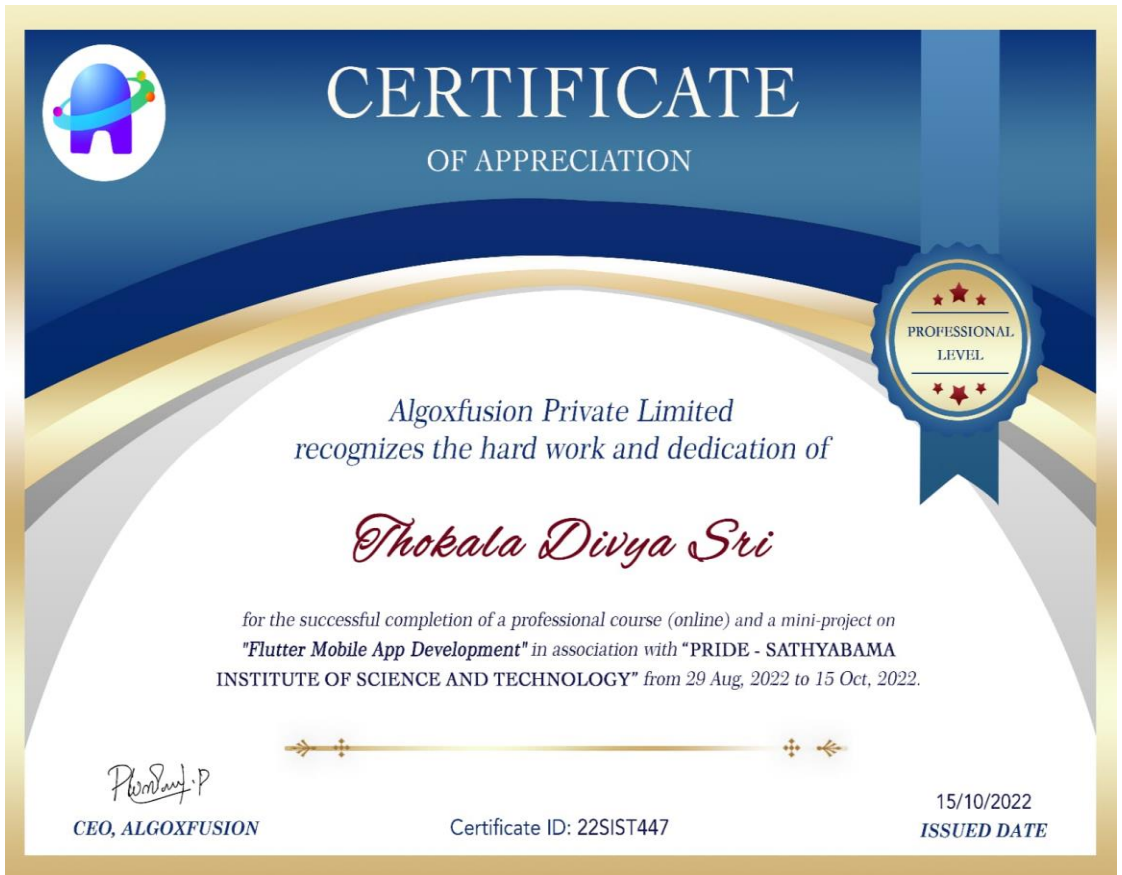 CERTIFICATE
OF APPRECIATION
PROFESSIONAL
LEVEL
Algoxfusion Private Limited
recognizes the hard work and dedication of
Thokala Divya Sri
for the successful completion of a professional course (online) and a mini-project on
"Flutter Mobile App Development" in association with “PRIDE - SATHYABAMA
INSTITUTE OF SCIENCE AND TECHNOLOGY” from 29 Aug, 2022 to 15 Oct, 2022.
CEO, ALGOXFUSION
Certificate ID: 22SIST447
15/10/2022
ISSUED DATE